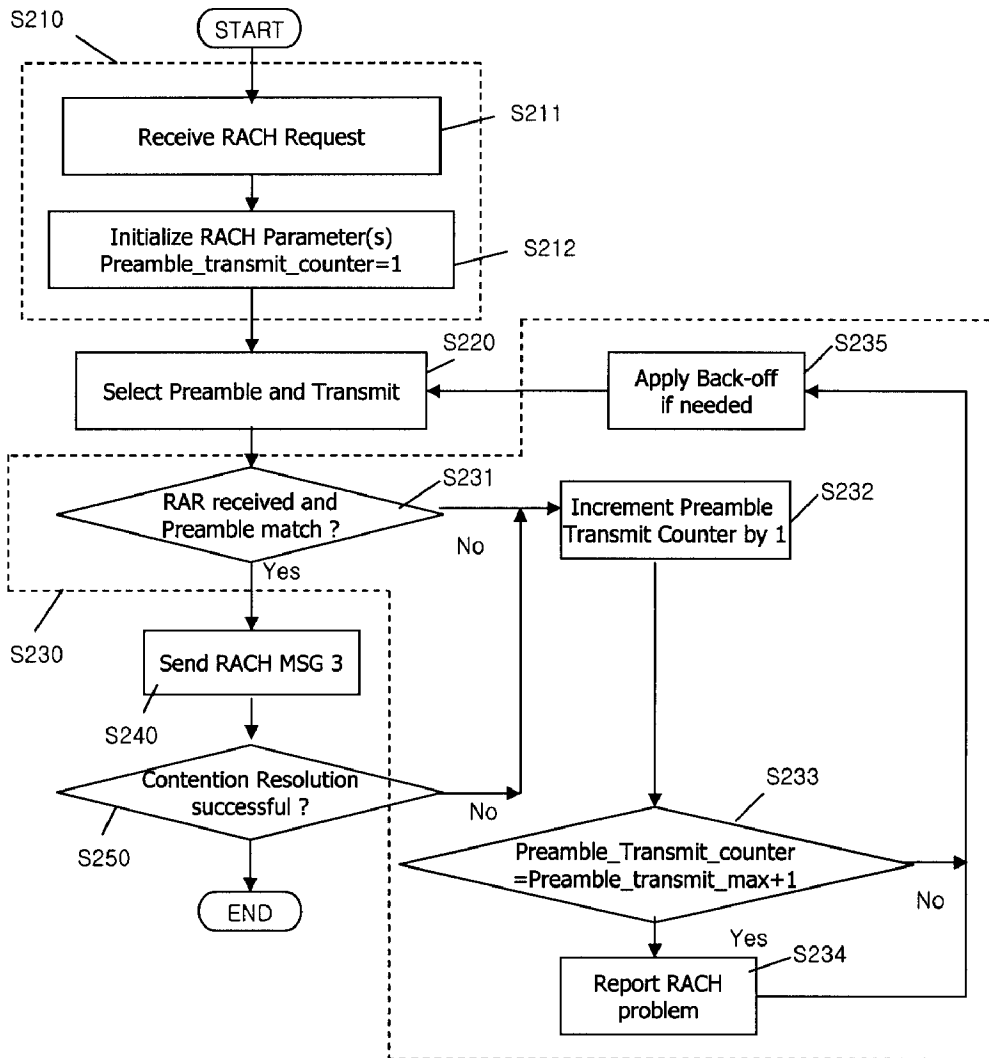 S210
START
Receive RACH Request
S211
Initialize RACH Parameter(s)
Preamble_transmit_counter=1
S212
S220
Select Preamble and Transmit
S235
Apply Back-off
if needed
RAR received and
Preamble match ?
S231
No
Yes
Increment Preamble
Transmit Counter by 1
S232
S230
Send RACH MSG 3
S240
Contention Resolution
successful ?
No
S250
END
S233
Preamble_Transmit_counter
=Preamble_transmit_max+1
No
Yes
S234
Report RACH
problem